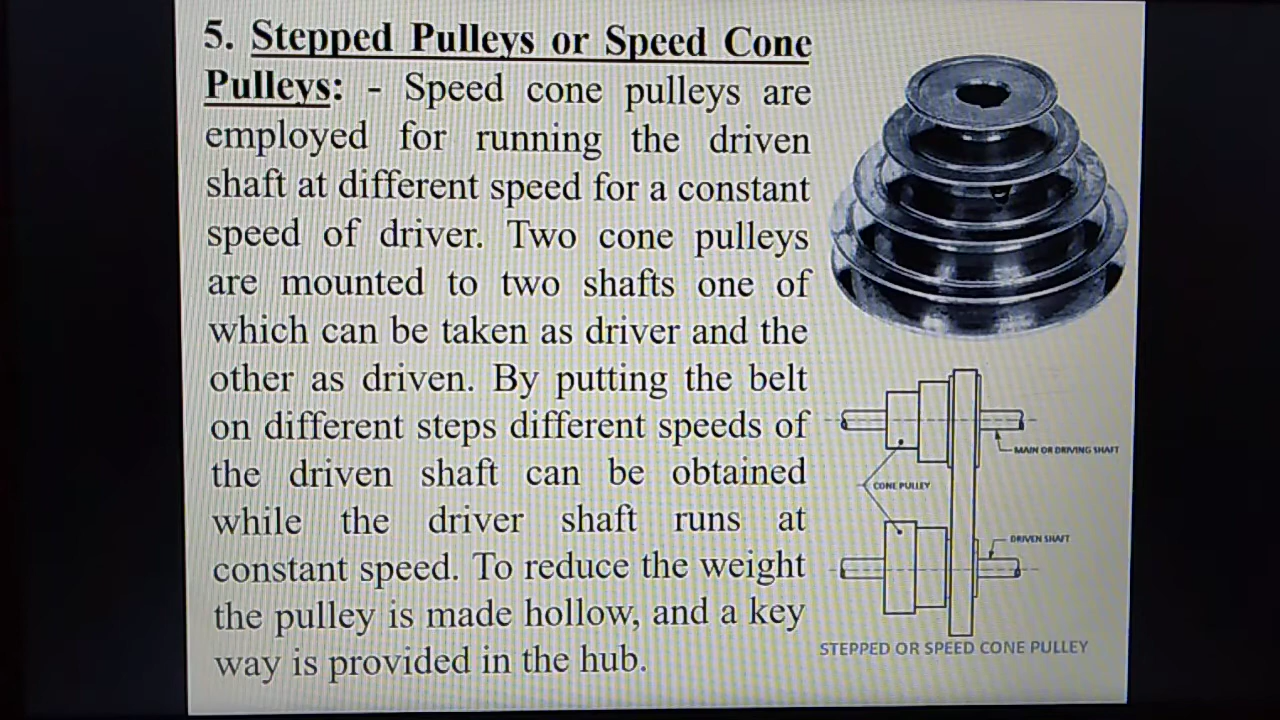 5. Stepped Pulleys or Speed Cone
Pulleys: - Speed cone pulleys are
employed for running the driven
shaft at different speed for a constant
speed of driver. Two cone pulleys
are mounted to two shafts one of
which can be taken as driver and the
other as driven. By putting the belt
on different steps different speeds of
the driven shaft can be obtained
while the driver shaft runs at
constant speed. To reduce the weight
the pulley is made hollow, and a key
way is provided in the hub.
MAIN OR DRIVING SHAFT
CONE PULLEY
DRIVEN SHAFT
STEPPED OR SPEED CONE PULLEY